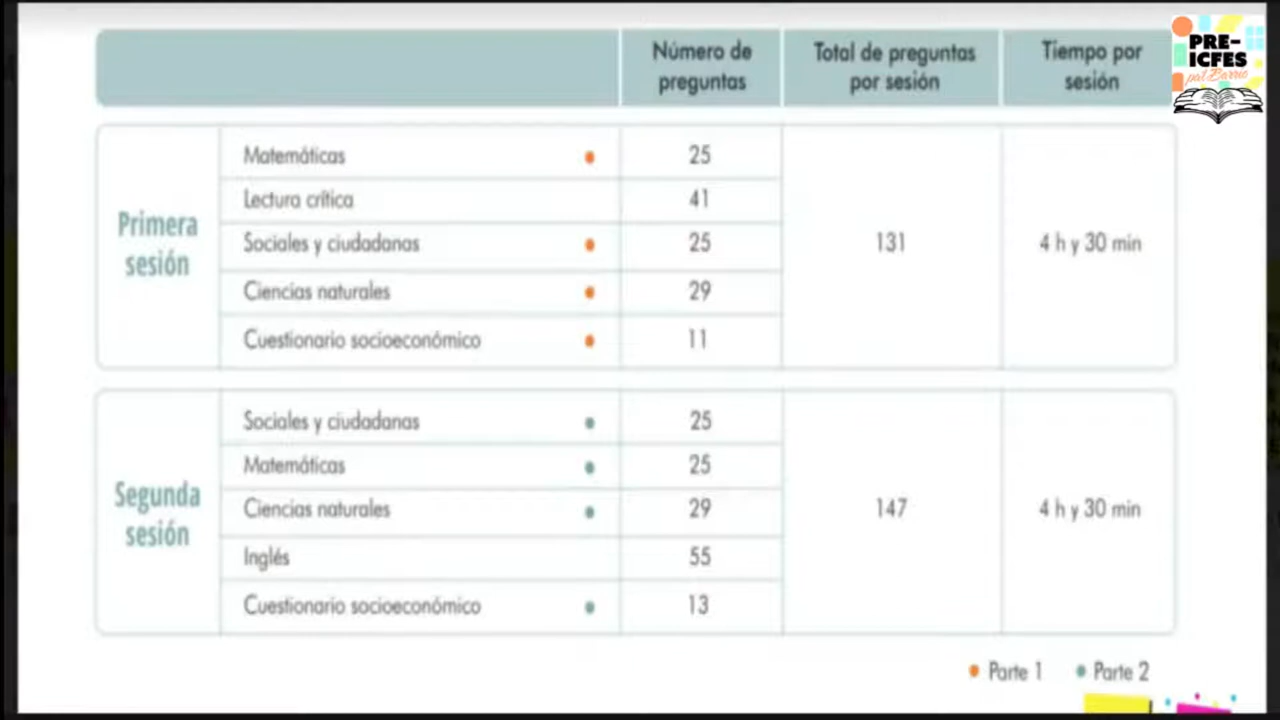 Número de preguntas
Total de preguntas por sesión
Tiempo por sesión
PRE-ICFES
pal Barrio
Primera sesión
Matemáticas 25
Lectura crítica 41
Sociales y ciudadanas 25
Ciencias naturales 29
Cuestionario socioeconómico 11
131
4 h y 30 min
Segunda sesión
Sociales y ciudadanas 25
Matemáticas 25
Ciencias naturales 29
Inglés 55
Cuestionario socioeconómico 13
147
4 h y 30 min
Parte 1
Parte 2